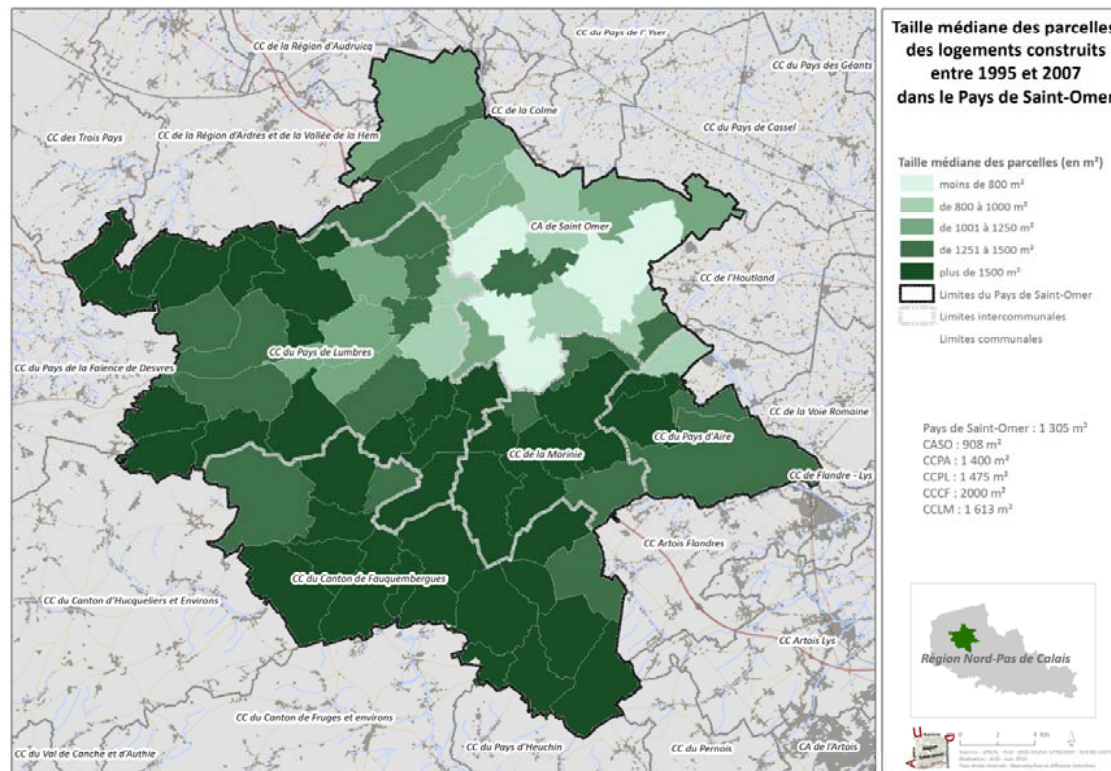 Taille médiane des parcelles
des logements construits
entre 1995 et 2007
dans le Pays de Saint-Omer
Taille médiane des parcelles (en m²)
moins de 800 m²
de 800 à 1000 m²
de 1001 à 1250 m²
de 1251 à 1500 m²
plus de 1500 m²
Limites du Pays de Saint-Omer
Limites intercommunales
Limites communales
Pays de Saint-Omer : 1 305 m²
CASO : 908 m²
CCPA : 1 400 m²
CCPL : 1 475 m²
CCCF : 2000 m²
CCLM : 1 613 m²
Région Nord-Pas de Calais
0 2 4 Km
CC du Pays de l'Yser
CC de la Région d'Audruicq
CC du Pays des Géants
CC de la Colme
CC des Trois Pays
CC de la Région d'Ardres et de la Vallée de la Hem
CC du Pays de Cassel
CA de Saint Omer
CC de l'Houtland
CC du Pays de Lumbres
CC du Pays de la Faïence de Desvres
CC de la Voie Romaine
CC du Pays d'Aire
CC de la Morinie
CC de Flandre - Lys
CC Artois Flandres
CC du Canton de Fauquembergues
CC du Canton d'Hucqueliers et Environs
CC Artois Lys
CC du Canton de Fruges et environs
CC du Val de Canche et d'Authie
CC du Pays d'Heuchin
CC du Pernois
CA de l'Artois